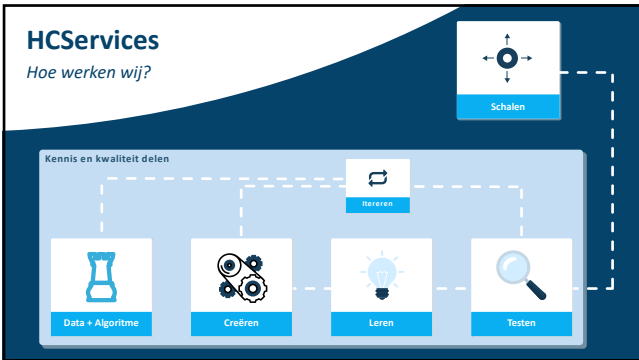 HCServices
Hoe werken wij?
Schalen
Kennis en kwaliteit delen
Itereren
Data + Algoritme
Creëren
Leren
Testen